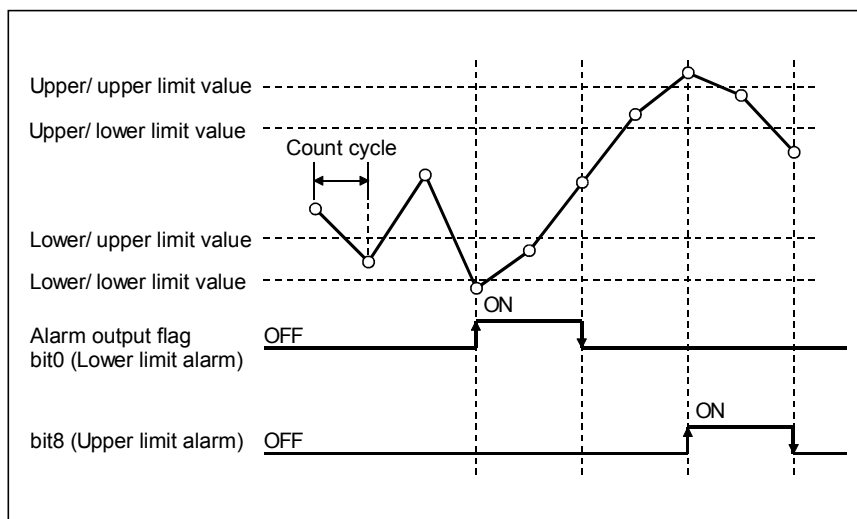 Upper/ upper limit value
Upper/ lower limit value
Count cycle
Lower/ upper limit value
Lower/ lower limit value
ON
Alarm output flag
OFF
bit0 (Lower limit alarm)
ON
bit8 (Upper limit alarm)
OFF